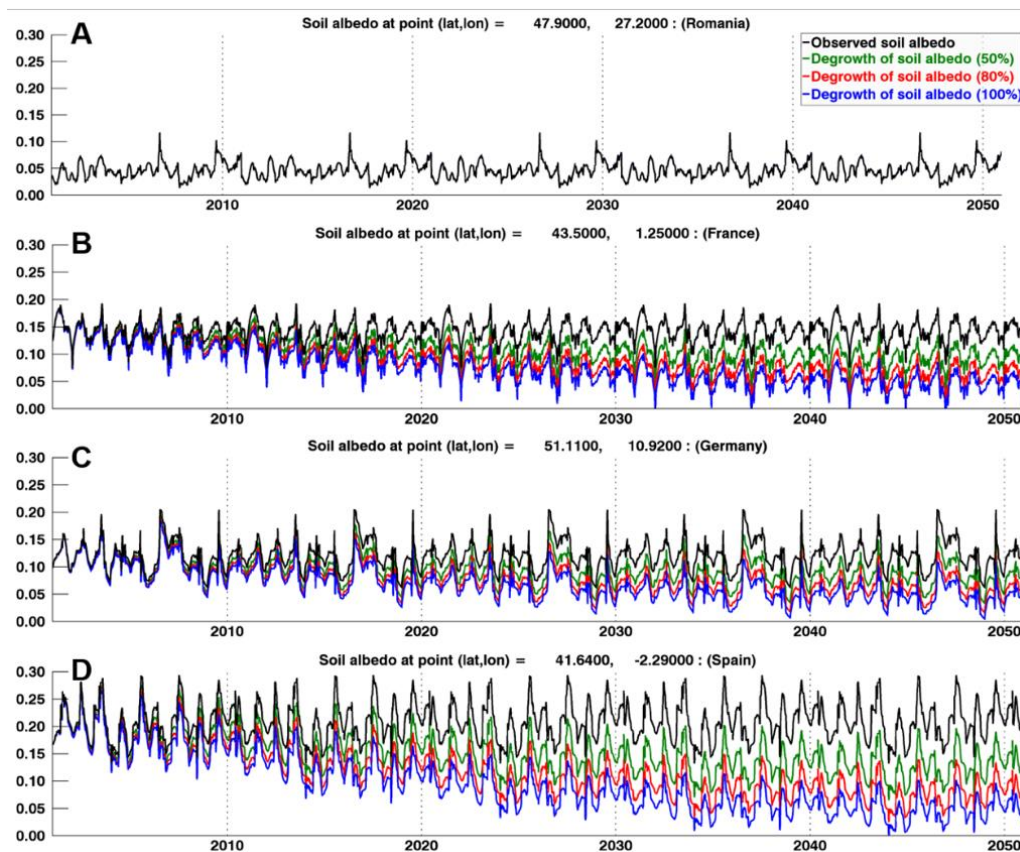 A
Soil albedo at point (lat,lon) = 47.9000, 27.2000 : (Romania)
0.30
0.25
0.20
0.15
0.10
0.05
0.00
Observed soil albedo
Degrowth of soil albedo (50%)
Degrowth of soil albedo (80%)
Degrowth of soil albedo (100%)
2010 2020 2030 2040 2050
B
Soil albedo at point (lat,lon) = 43.5000, 1.25000 : (France)
0.30
0.25
0.20
0.15
0.10
0.05
0.00
2010 2020 2030 2040 2050
C
Soil albedo at point (lat,lon) = 51.1100, 10.9200 : (Germany)
0.30
0.25
0.20
0.15
0.10
0.05
0.00
2010 2020 2030 2040 2050
D
Soil albedo at point (lat,lon) = 41.6400, -2.29000 : (Spain)
0.30
0.25
0.20
0.15
0.10
0.05
0.00
2010 2020 2030 2040 2050